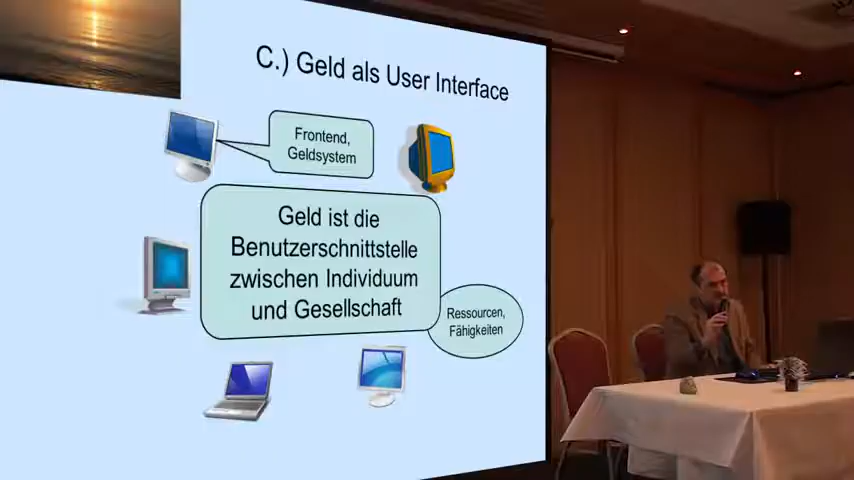 C.) Geld als User Interface
Frontend,
Geldsystem
Geld ist die
Benutzerschnittstelle
zwischen Individuum
und Gesellschaft
Ressourcen,
Fähigkeiten